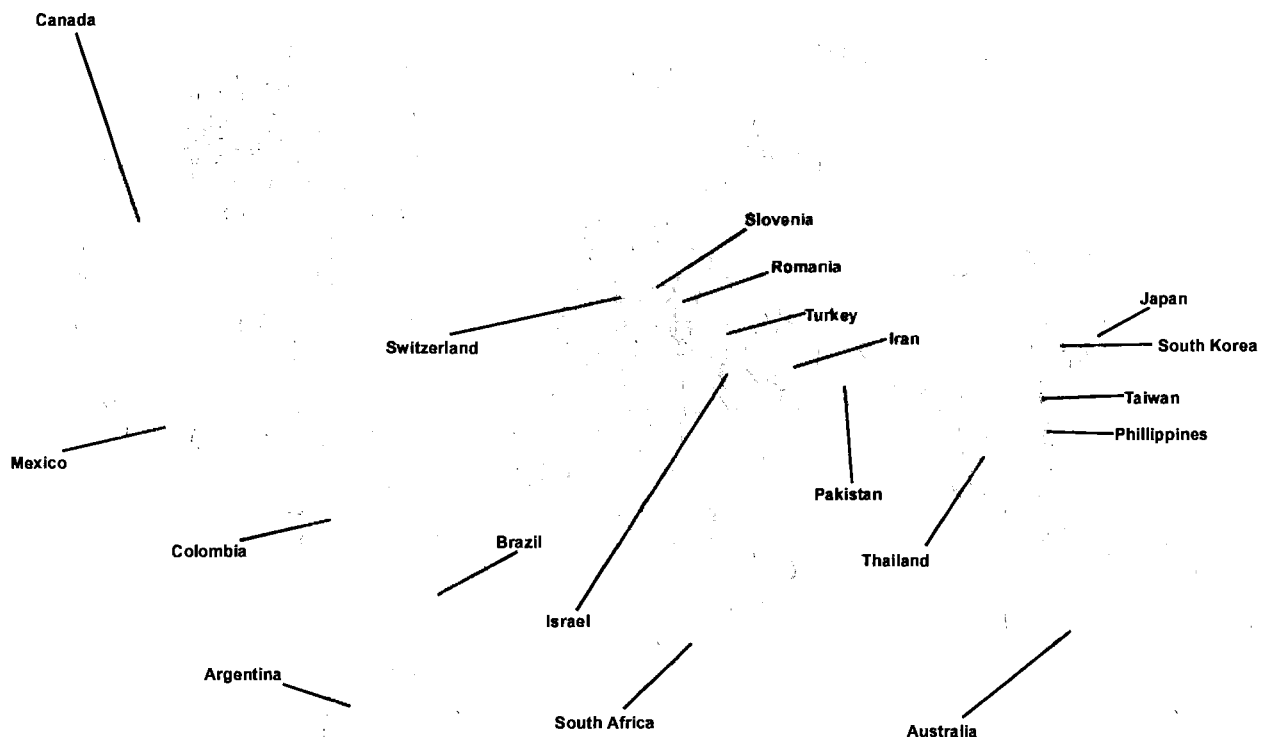 Canada
Slovenia
Romania
Japan
Turkey
Iran
Switzerland
South Korea
Taiwan
Phillippines
Mexico
Pakistan
Brazil
Colombia
Thailand
Israel
Argentina
South Africa
Australia